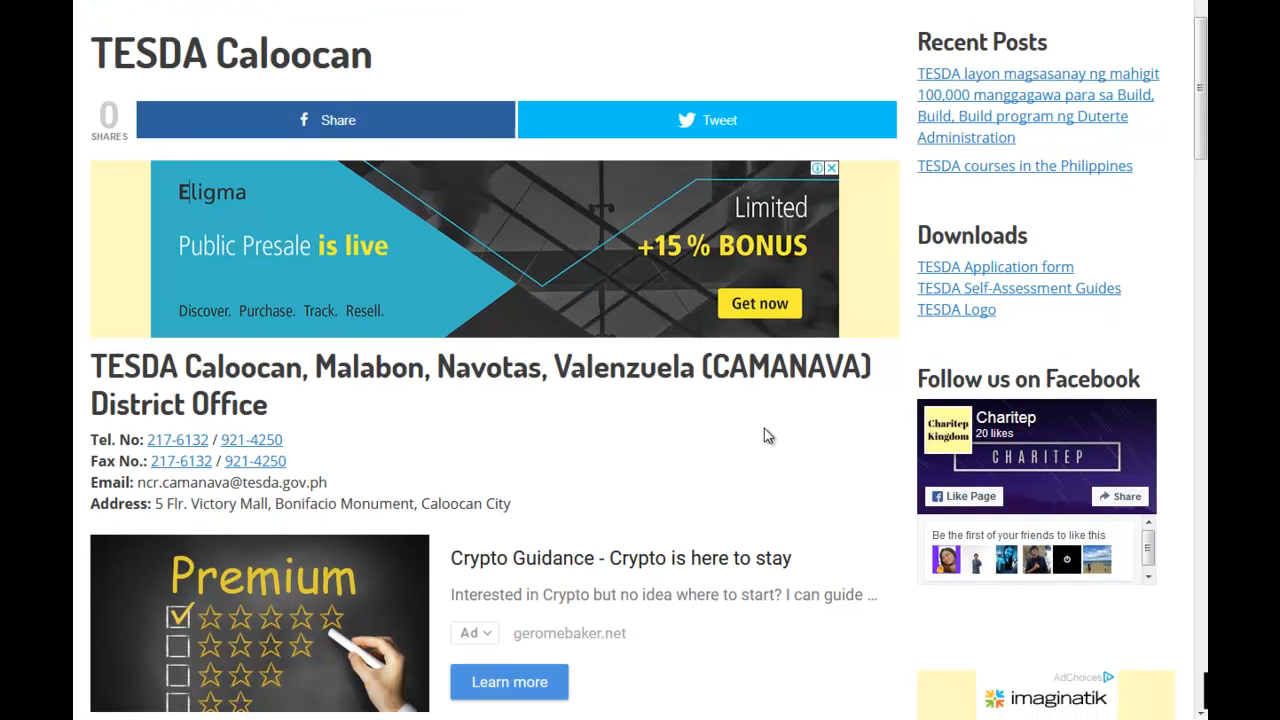 TESDA Caloocan
0
SHARES
Share
Tweet
Eligma
Public Presale is live
Discover. Purchase. Track. Resell.
Limited
+15 % BONUS
Get now
TESDA Caloocan, Malabon, Navotas, Valenzuela (CAMANAVA)
District Office
Tel. No: 217-6132 / 921-4250
Fax No.: 217-6132 / 921-4250
Email: ncr.camanava@tesda.gov.ph
Address: 5 Flr. Victory Mall, Bonifacio Monument, Caloocan City
Premium
Crypto Guidance - Crypto is here to stay
Interested in Crypto but no idea where to start? I can guide ...
Ad
geromebaker.net
Learn more
Recent Posts
TESDA layon magsasanay ng mahigit
100,000 manggagawa para sa Build,
Build, Build program ng Duterte
Administration
TESDA courses in the Philippines
Downloads
TESDA Application form
TESDA Self-Assessment Guides
TESDA Logo
Follow us on Facebook
Charitep
Kingdom
Charitep
20 likes
CHARITEP
Like Page
Share
Be the first of your friends to like this
AdChoices
imaginatik